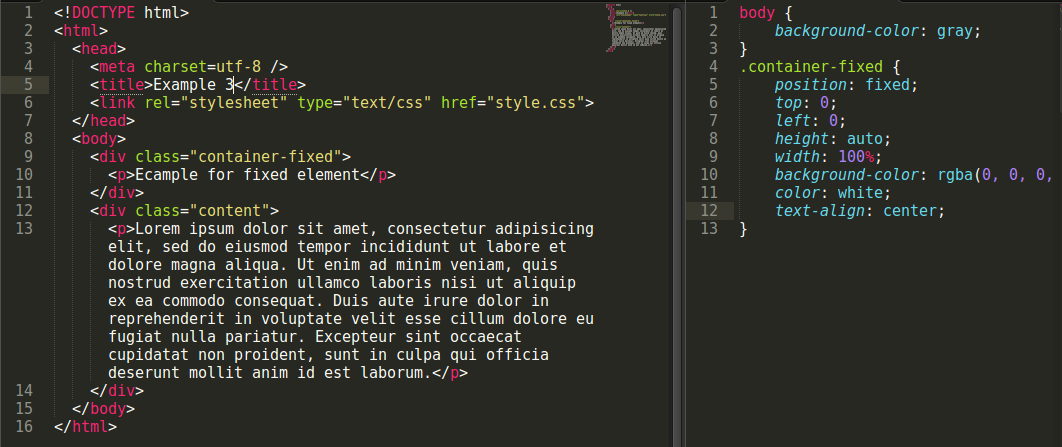 1 <!DOCTYPE html>
2 <html>
3 <head>
4 <meta charset=utf-8 />
5 <title>Example 3</title>
6 <link rel="stylesheet" type="text/css" href="style.css">
7 </head>
8 <body>
9 <div class="container-fixed">
10 <p>Ecample for fixed element</p>
11 </div>
12 <div class="content">
13 <p>Lorem ipsum dolor sit amet, consectetur adipisicing
elit, sed do eiusmod tempor incididunt ut labore et
dolore magna aliqua. Ut enim ad minim veniam, quis
nostrud exercitation ullamco laboris nisi ut aliquip
ex ea commodo consequat. Duis aute irure dolor in
reprehenderit in voluptate velit esse cillum dolore eu
fugiat nulla pariatur. Excepteur sint occaecat
cupidatat non proident, sunt in culpa qui officia
deserunt mollit anim id est laborum.</p>
14 </div>
15 </body>
16 </html>
1 body {
2 background-color: gray;
3 }
4 .container-fixed {
5 position: fixed;
6 top: 0;
7 left: 0;
8 height: auto;
9 width: 100%;
10 background-color: rgba(0, 0, 0,
11 color: white;
12 text-align: center;
13 }